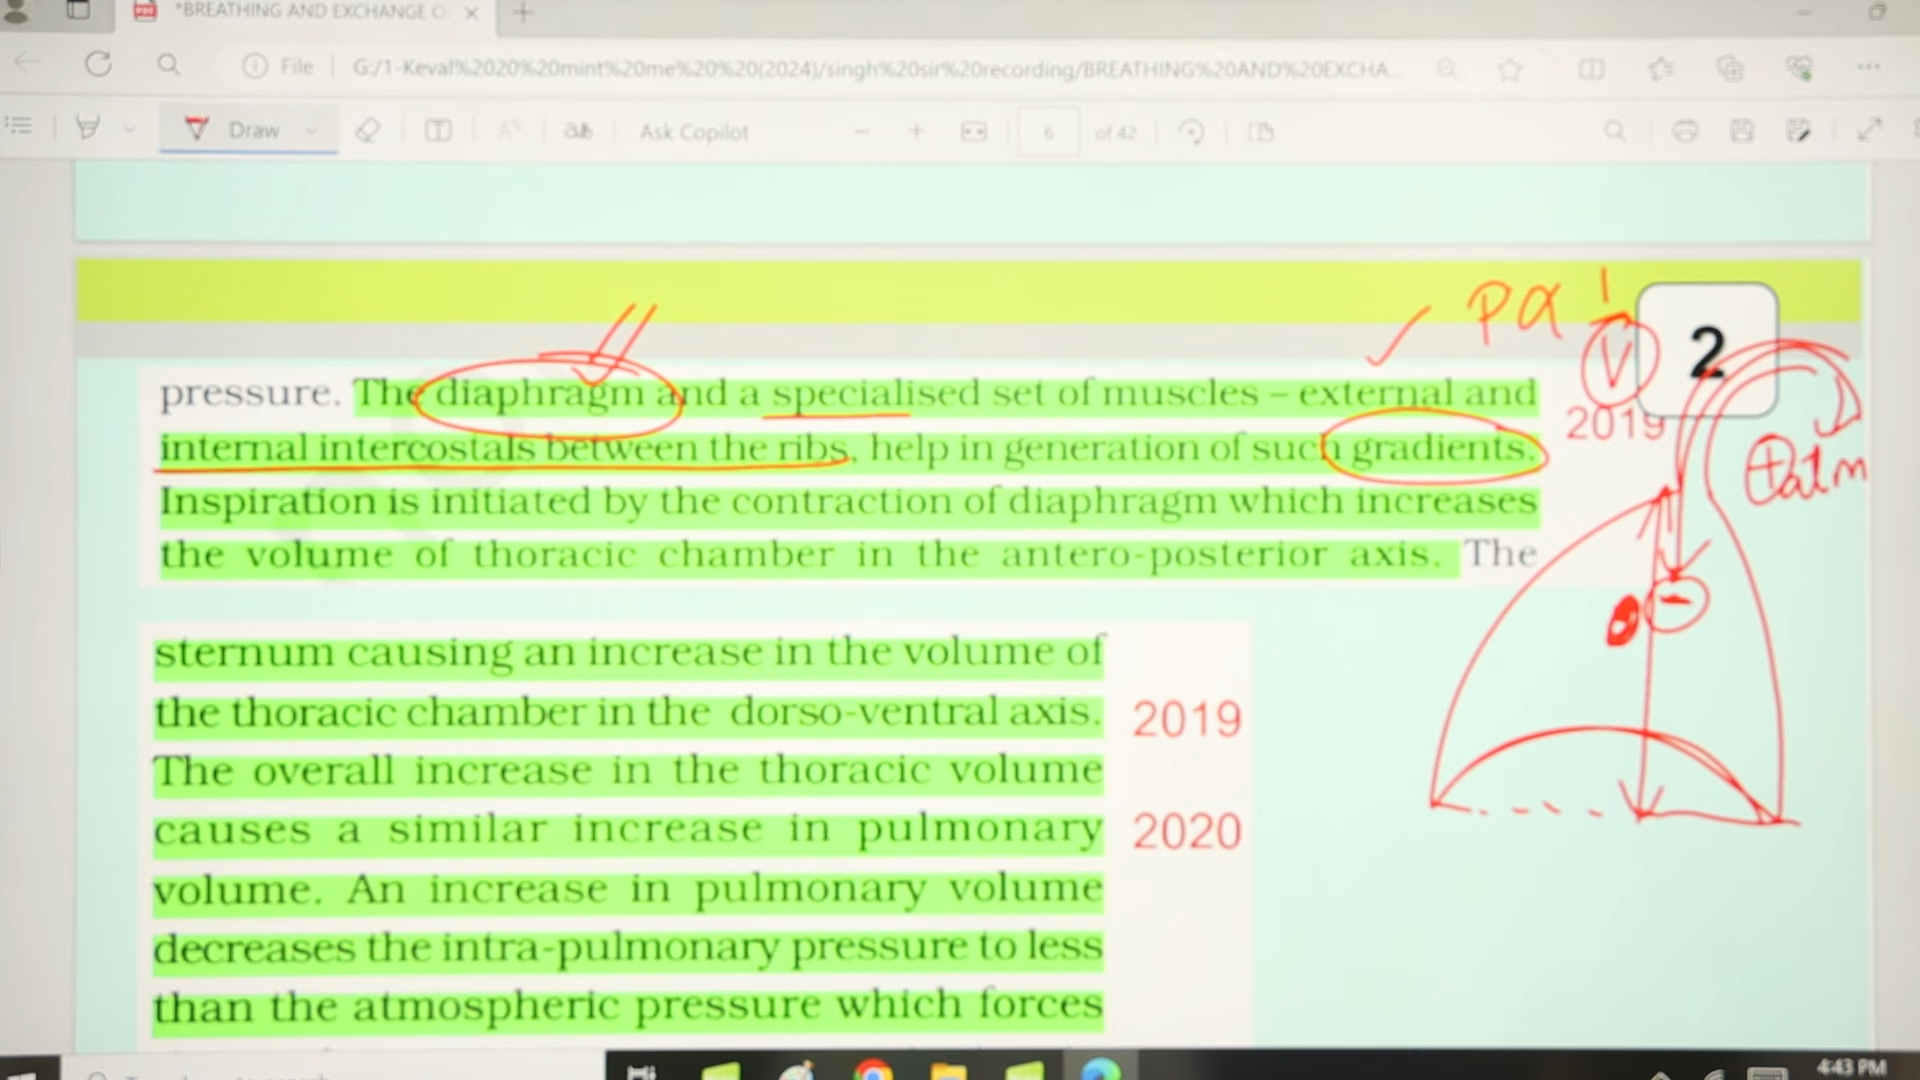 *BREATHING AND EXCHANGE O
File G:/1-Keval%2020%20mint%20me%20%20(2024)/singh%20sir%20recording/BREATHING%20AND%20EXCHA...
Draw Ask Copilot 6 of 42
P α 1
V
2
pressure. The diaphragm and a specialised set of muscles – external and
internal intercostals between the ribs, help in generation of such gradients.
2019
Inspiration is initiated by the contraction of diaphragm which increases
the volume of thoracic chamber in the antero-posterior axis. The
+atm
-
sternum causing an increase in the volume of
the thoracic chamber in the dorso-ventral axis. 2019
The overall increase in the thoracic volume
causes a similar increase in pulmonary 2020
volume. An increase in pulmonary volume
decreases the intra-pulmonary pressure to less
than the atmospheric pressure which forces
4:43 PM